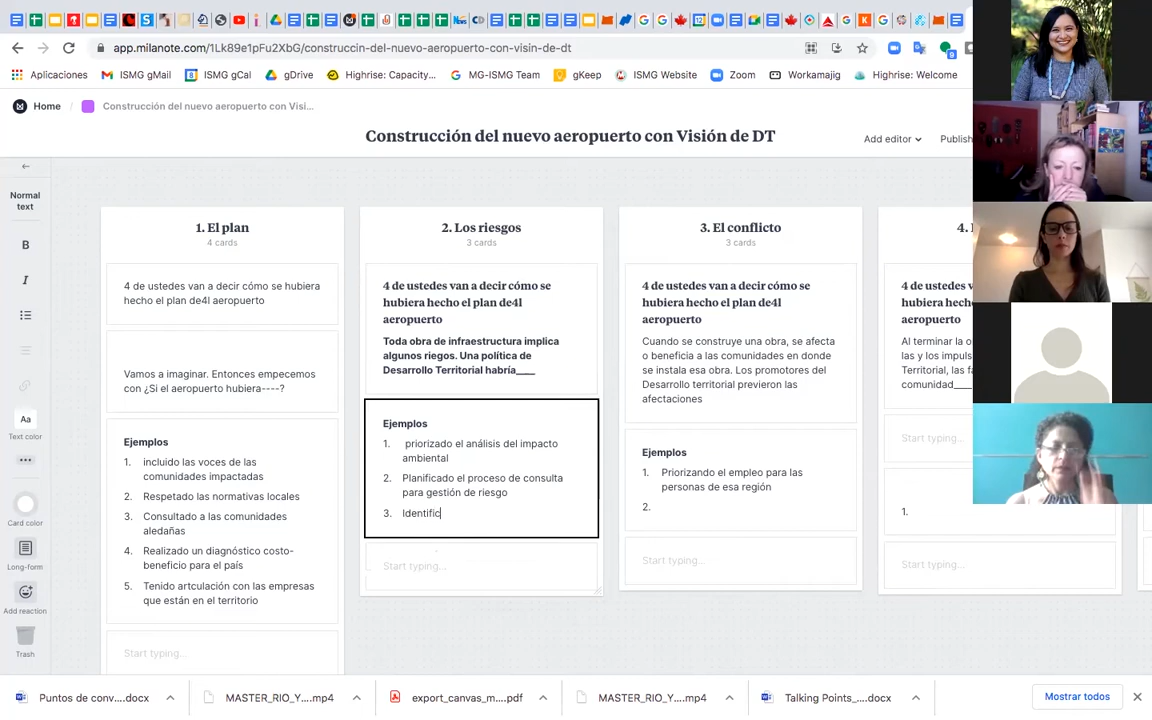 app.milanote.com/1Lk89e1pFu2XbG/construccin-del-nuevo-aeropuerto-con-visin-de-dt
Aplicaciones
ISMG gMail
ISMG gCal
gDrive
Highrise: Capacity...
MG-ISMG Team
gKeep
ISMG Website
Zoom
Workamajig
Highrise: Welcome
Home / Construcción del nuevo aeropuerto con Visi...
Construcción del nuevo aeropuerto con Visión de DT
Add editor
Publish
Normal
text
B
I
Aa
Text color
Card color
Long-form
Add reaction
Trash
1. El plan
4 cards
4 de ustedes van a decir cómo se hubiera
hecho el plan de4l aeropuerto
Vamos a imaginar. Entonces empecemos
con ¿Si el aeropuerto hubiera----?
Ejemplos
1. incluido las voces de las
comunidades impactadas
2. Respetado las normativas locales
3. Consultado a las comunidades
aledañas
4. Realizado un diagnóstico costo-
beneficio para el país
5. Tenido artculación con las empresas
que están en el territorio
Start typing...
2. Los riesgos
3 cards
4 de ustedes van a decir cómo se
hubiera hecho el plan de4l
aeropuerto
Toda obra de infraestructura implica
algunos riegos. Una política de
Desarrollo Territorial habría____
Ejemplos
1. priorizado el análisis del impacto
ambiental
2. Planificado el proceso de consulta
para gestión de riesgo
3. Identific
Start typing...
3. El conflicto
3 cards
4 de ustedes van a decir cómo se
hubiera hecho el plan de4l
aeropuerto
Cuando se construye una obra, se afecta
o beneficia a las comunidades en donde
se instala esa obra. Los promotores del
Desarrollo territorial previeron las
afectaciones
Ejemplos
1. Priorizando el empleo para las
personas de esa región
2.
Start typing...
4.
4 de ustedes v
hubiera hech
aeropuerto
Al terminar la o
las y los impuls
Territorial, las fa
comunidad____
Start typing...
1.
Start typing...
Puntos de conv....docx
MASTER_RIO_Y....mp4
export_canvas_m....pdf
MASTER_RIO_Y....mp4
Talking Points_....docx
Mostrar todos